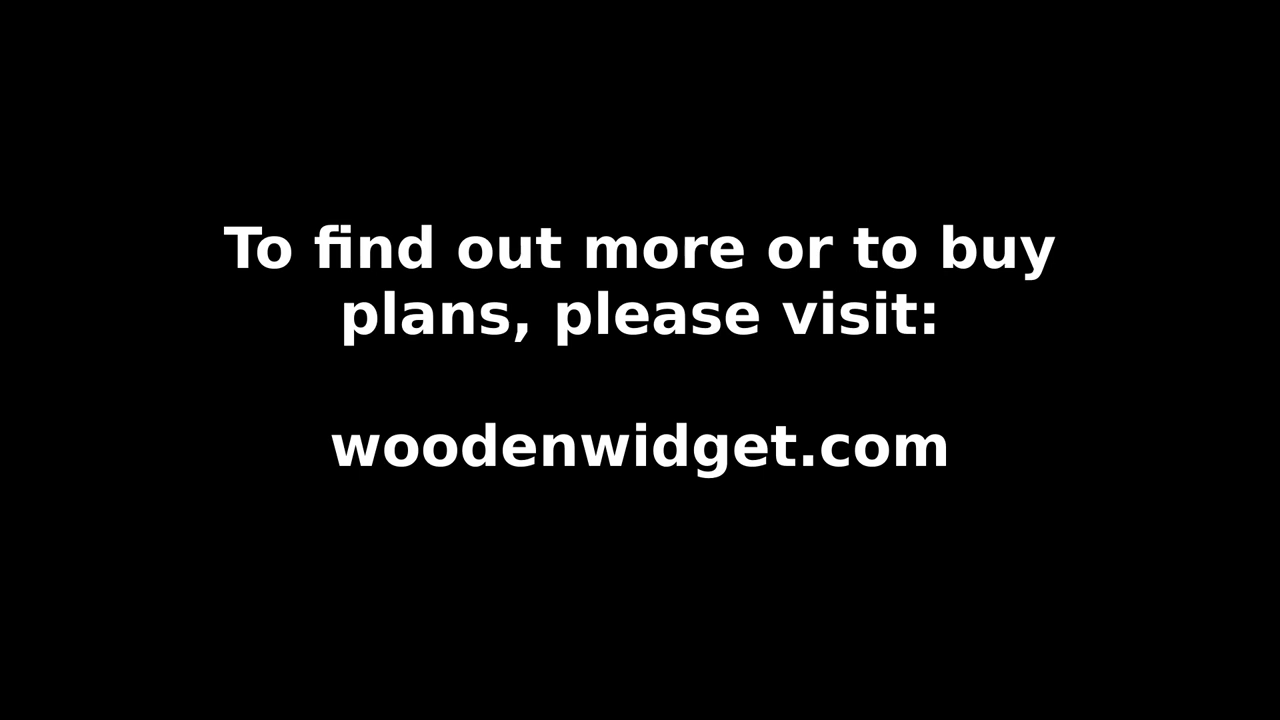 To find out more or to buy
plans, please visit:
woodenwidget.com